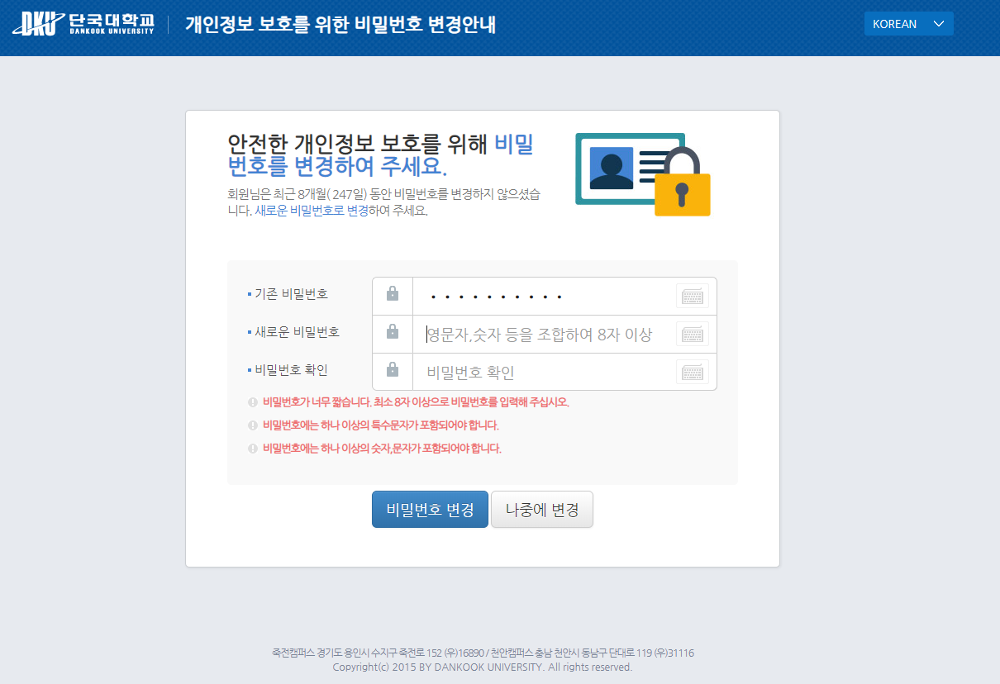 DKU 단국대학교
DANKOOK UNIVERSITY
개인정보 보호를 위한 비밀번호 변경안내
KOREAN
안전한 개인정보 보호를 위해 비밀
번호를 변경하여 주세요.
회원님은 최근 8개월( 247일) 동안 비밀번호를 변경하지 않으셨습
니다. 새로운 비밀번호로 변경하여 주세요.
기존 비밀번호
새로운 비밀번호 영문자,숫자 등을 조합하여 8자 이상
비밀번호 확인 비밀번호 확인
비밀번호가 너무 짧습니다. 최소 8자 이상으로 비밀번호를 입력해 주십시오.
비밀번호에는 하나 이상의 특수문자가 포함되어야 합니다.
비밀번호에는 하나 이상의 숫자,문자가 포함되어야 합니다.
비밀번호 변경 나중에 변경
죽전캠퍼스 경기도 용인시 수지구 죽전로 152 (우)16890 / 천안캠퍼스 충남 천안시 동남구 단대로 119 (우)31116
Copyright(c) 2015 BY DANKOOK UNIVERSITY. All rights reserved.